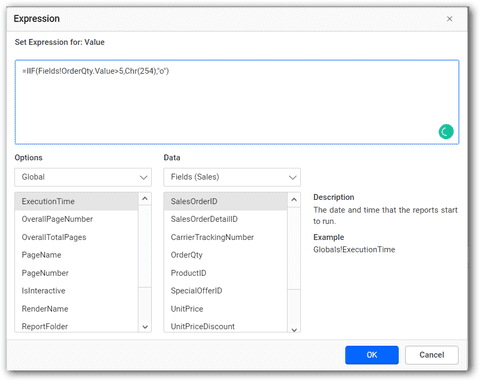 Expression
Set Expression for: Value
=IIF(Fields!OrderQty.Value>5,Chr(254),"o")
Options
Data
Global
Fields (Sales)
ExecutionTime
OverallPageNumber
OverallTotalPages
PageName
PageNumber
IsInteractive
RenderName
ReportFolder
SalesOrderID
SalesOrderDetailID
CarrierTrackingNumber
OrderQty
ProductID
SpecialOfferID
UnitPrice
UnitPriceDiscount
Description
The date and time that the reports start
to run.
Example
Globals!ExecutionTime
OK
Cancel